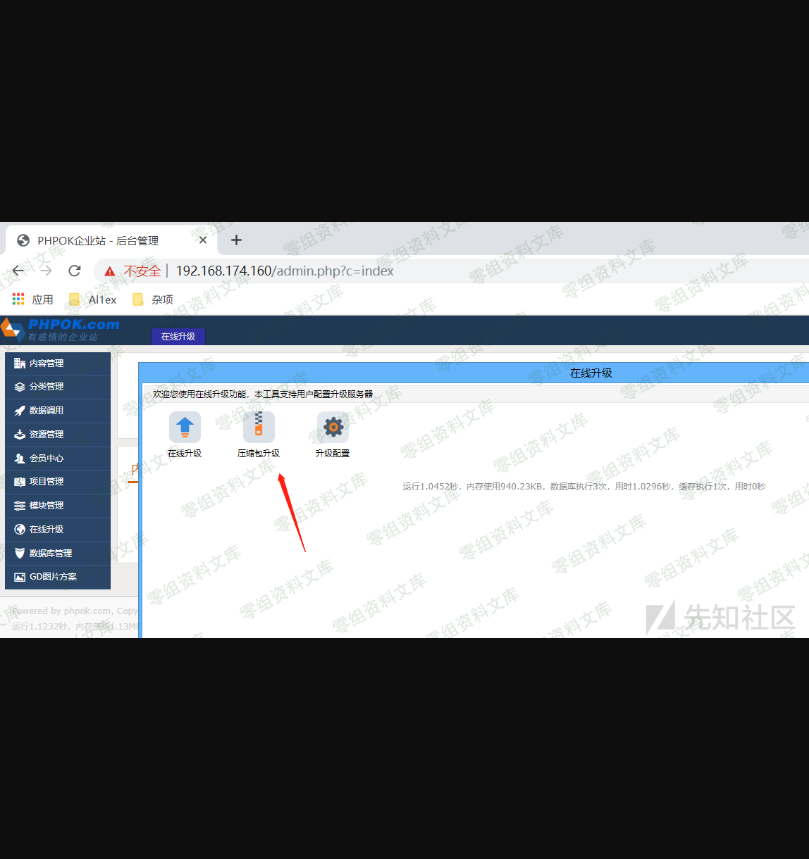 PHPOK企业站 - 后台管理
不安全 | 192.168.174.160/admin.php?c=index
应用 Al1ex 杂项
PHPOK.com
有感情的企业站
在线升级
内容管理
分类管理
数据调用
资源管理
会员中心
项目管理
模块管理
在线升级
数据库管理
GD图片方案
在线升级
欢迎您使用在线升级功能，本工具支持用户配置升级服务器
在线升级 压缩包升级 升级配置
运行1.0452秒，内存使用940.23KB，数据库执行3次，用时1.0296秒，缓存执行1次，用时0秒
Powered by phpok.com, Copy
运行1.1232秒，内存使用
零组资料文库
先知社区